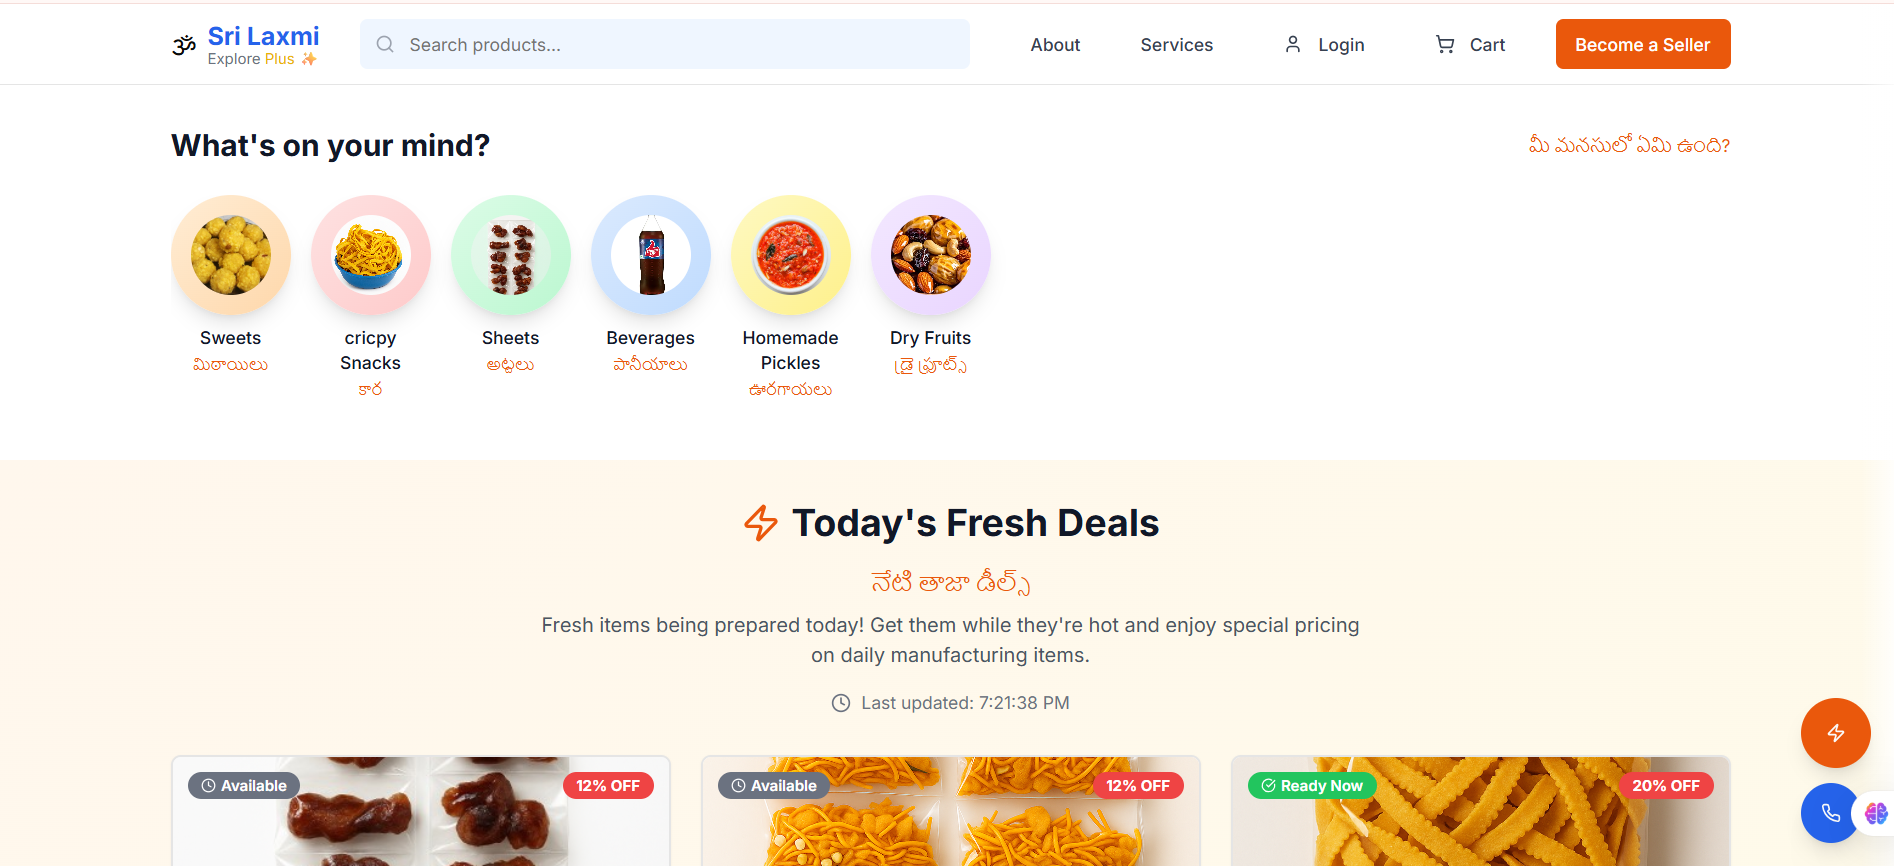 ॐ
Sri Laxmi
Explore Plus ✨
Search products...
About
Services
Login
Cart
Become a Seller
What's on your mind?
మీ మనసులో ఏమి ఉంది?
Sweets
మిఠాయిలు
cricpy
Snacks
కార
Sheets
అట్టలు
Beverages
పానీయాలు
Homemade
Pickles
ఊరగాయలు
Dry Fruits
డ్రై ఫ్రూట్స్
Today's Fresh Deals
నేటి తాజా డీల్స్
Fresh items being prepared today! Get them while they're hot and enjoy special pricing
on daily manufacturing items.
Last updated: 7:21:38 PM
Available
12% OFF
Available
12% OFF
Ready Now
20% OFF